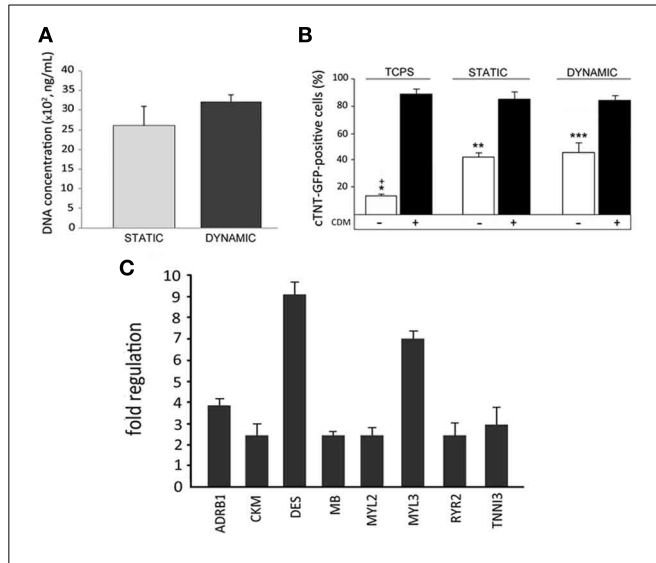 A
DNA concentration (x10², ng/mL)
40
35
30
25
20
15
10
5
0
STATIC DYNAMIC
B
cTNT-GFP-positive cells (%)
TCPS STATIC DYNAMIC
100
80
60
40
20
+
*
**
***
CDM - + - + - +
C
fold regulation
10
9
8
7
6
5
4
3
2
1
0
ADRB1
CKM
DES
MB
MYL2
MYL3
RYR2
TNNI3